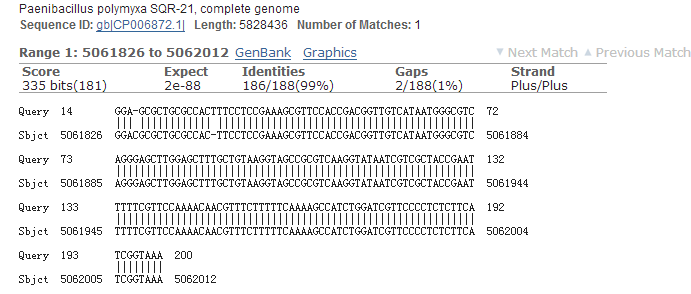 Paenibacillus polymyxa SQR-21, complete genome
Sequence ID: gb|CP006872.1| Length: 5828436 Number of Matches: 1
Range 1: 5061826 to 5062012 GenBank Graphics ▼ Next Match ▲ Previous Match
Score Expect Identities Gaps Strand
335 bits(181) 2e-88 186/188(99%) 2/188(1%) Plus/Plus
Query 14 GGA-GCGCTGCGCCACTTTCCTCCGAAAGCGTTCCACCGACGGTTGTCATAATGGGCGTC 72
||| |||||||||||| |||||||||||||||||||||||||||||||||||||||||||
Sbjct 5061826 GGACGCGCTGCGCCAC-TTCCTCCGAAAGCGTTCCACCGACGGTTGTCATAATGGGCGTC 5061884
Query 73 AGGGAGCTTGGAGCTTTGCTGTAAGGTAGCCGCGTCAAGGTATAATCGTCGCTACCGAAT 132
||||||||||||||||||||||||||||||||||||||||||||||||||||||||||||
Sbjct 5061885 AGGGAGCTTGGAGCTTTGCTGTAAGGTAGCCGCGTCAAGGTATAATCGTCGCTACCGAAT 5061944
Query 133 TTTTCGTTCCAAAACAACGTTTCTTTTTCAAAAGCCATCTGGATCGTTCCCCTCTCTTCA 192
||||||||||||||||||||||||||||||||||||||||||||||||||||||||||||
Sbjct 5061945 TTTTCGTTCCAAAACAACGTTTCTTTTTCAAAAGCCATCTGGATCGTTCCCCTCTCTTCA 5062004
Query 193 TCGGTAAA 200
||||||||
Sbjct 5062005 TCGGTAAA 5062012